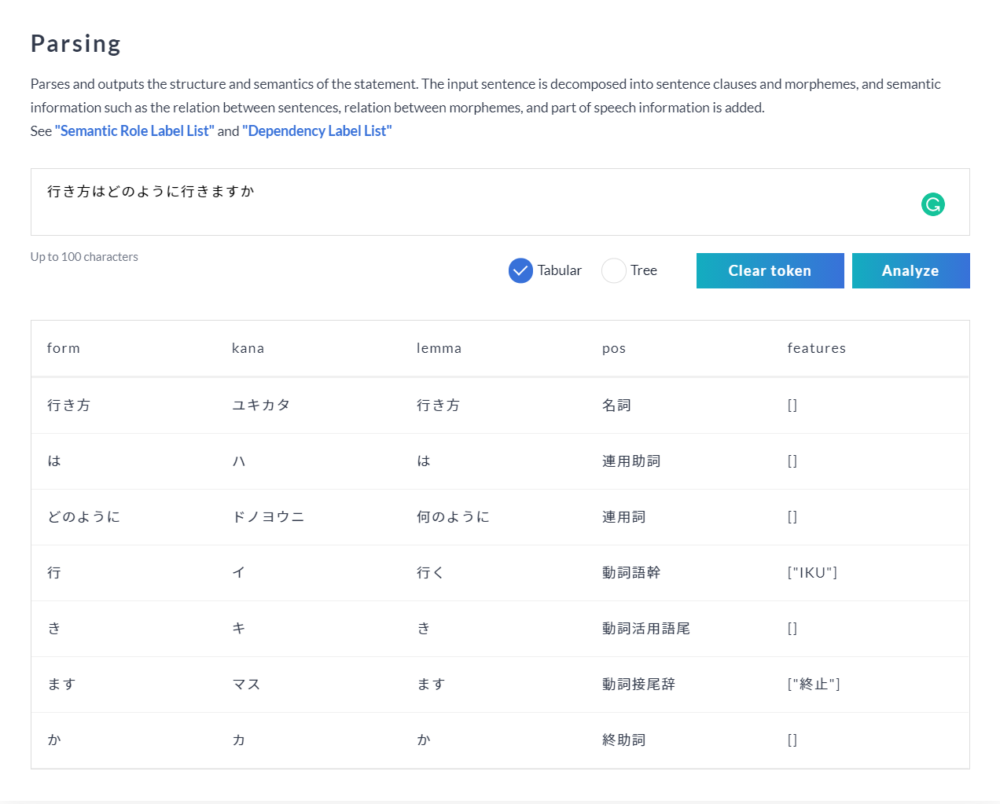 Parsing
Parses and outputs the structure and semantics of the statement. The input sentence is decomposed into sentence clauses and morphemes, and semantic
information such as the relation between sentences, relation between morphemes, and part of speech information is added.
See "Semantic Role Label List" and "Dependency Label List"
行き方はどのように行きますか
Up to 100 characters
Tabular Tree Clear token Analyze
form kana lemma pos features
行き方 ユキカタ 行き方 名詞 []
は ハ は 連用助詞 []
どのように ドノヨウニ 何のように 連用詞 []
行 イ 行く 動詞語幹 ["IKU"]
き キ き 動詞活用語尾 []
ます マス ます 動詞接尾辞 ["終止"]
か カ か 終助詞 []